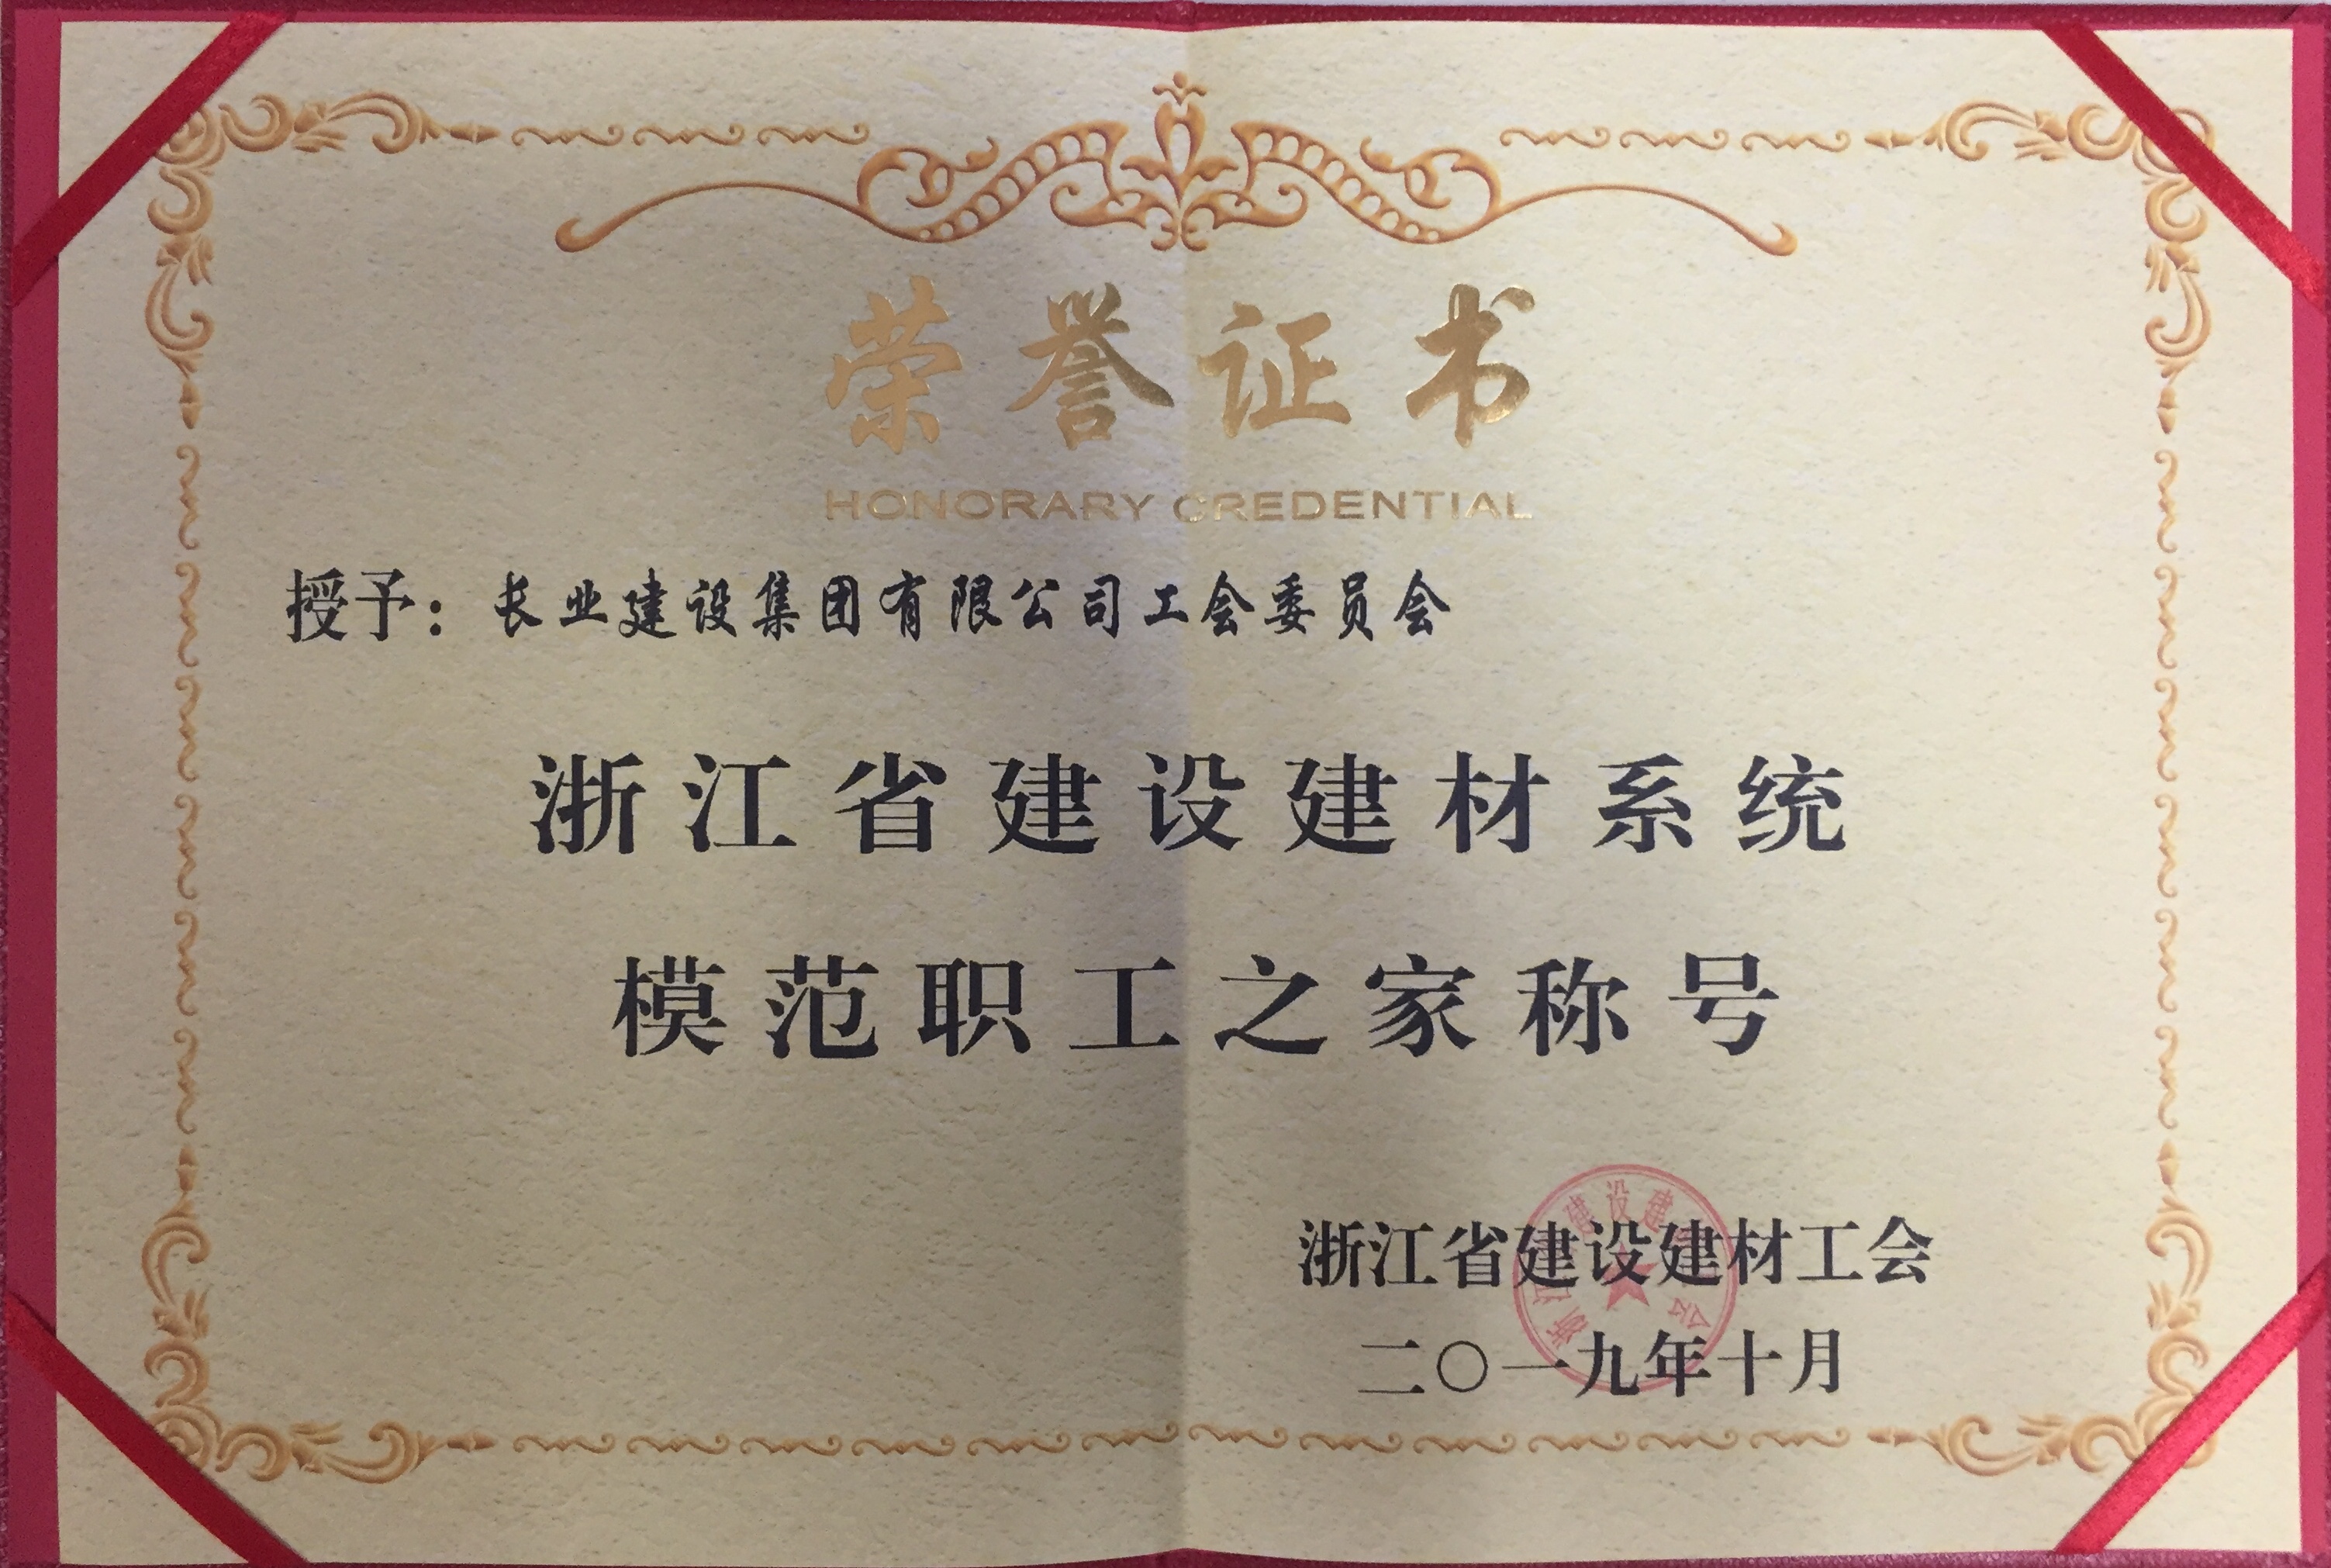 荣誉证书
HONORARY CREDENTIAL
授予：长业建设集团有限公司工会委员会
浙江省建设建材系统
模范职工之家称号
浙江省建设建材工会
二〇一九年十月